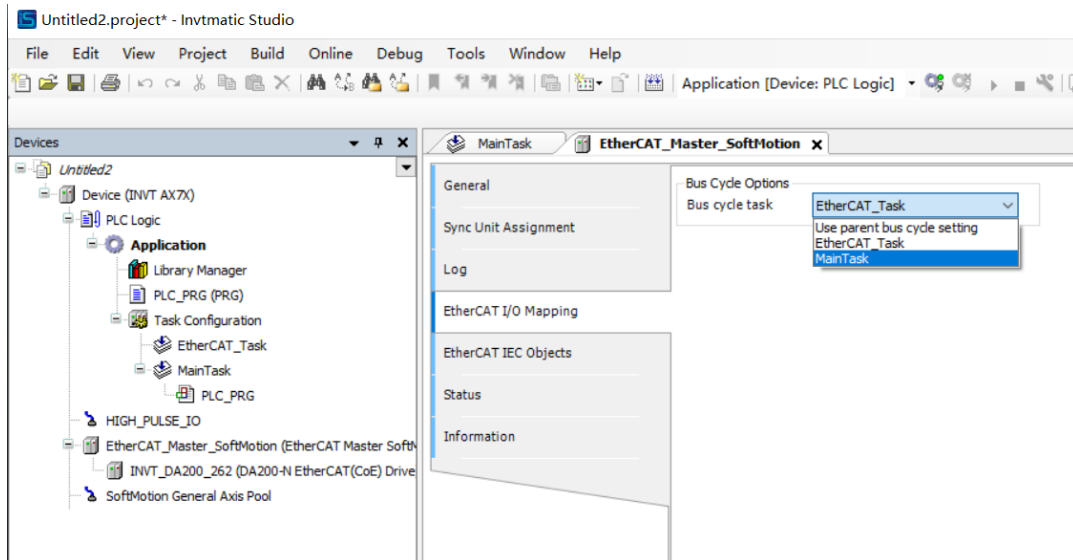 Untitled2.project* - Invtmatic Studio
File Edit View Project Build Online Debug Tools Window Help
Application [Device: PLC Logic]
Devices
Untitled2
Device (INVT AX7X)
PLC Logic
Application
Library Manager
PLC_PRG (PRG)
Task Configuration
EtherCAT_Task
MainTask
PLC_PRG
HIGH_PULSE_IO
EtherCAT_Master_SoftMotion (EtherCAT Master Soft
INVT_DA200_262 (DA200-N EtherCAT(CoE) Drive
SoftMotion General Axis Pool
MainTask EtherCAT_Master_SoftMotion
General
Sync Unit Assignment
Log
EtherCAT I/O Mapping
EtherCAT IEC Objects
Status
Information
Bus Cycle Options
Bus cycle task EtherCAT_Task
Use parent bus cycle setting
EtherCAT_Task
MainTask